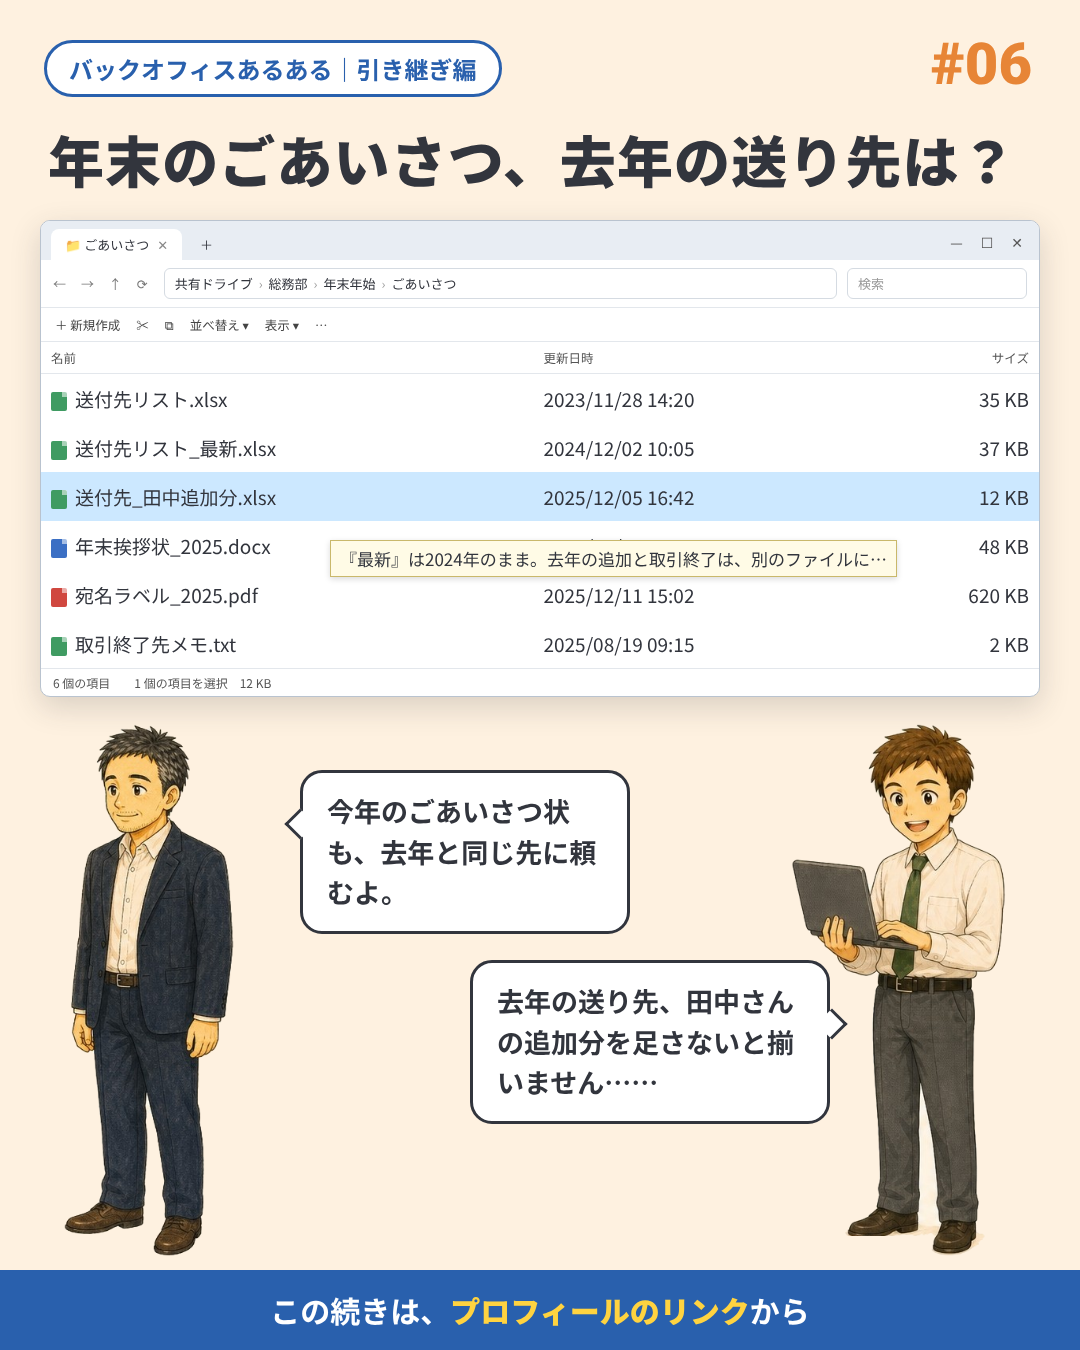 バックオフィスあるある｜引き継ぎ編
#06
年末のごあいさつ、去年の送り先は？
ごあいさつ ✕ ＋ — ☐ ✕
← → ↑ ⟳ 共有ドライブ › 総務部 › 年末年始 › ごあいさつ 検索
＋ 新規作成 ✂ ⧉ 並べ替え ▾ 表示 ▾ …
名前 更新日時 サイズ
送付先リスト.xlsx 2023/11/28 14:20 35 KB
送付先リスト_最新.xlsx 2024/12/02 10:05 37 KB
送付先_田中追加分.xlsx 2025/12/05 16:42 12 KB
年末挨拶状_2025.docx 48 KB
『最新』は2024年のまま。去年の追加と取引終了は、別のファイルに…
宛名ラベル_2025.pdf 2025/12/11 15:02 620 KB
取引終了先メモ.txt 2025/08/19 09:15 2 KB
6 個の項目 1 個の項目を選択 12 KB
今年のごあいさつ状
も、去年と同じ先に頼
むよ。
去年の送り先、田中さん
の追加分を足さないと揃
いません……
この続きは、プロフィールのリンクから